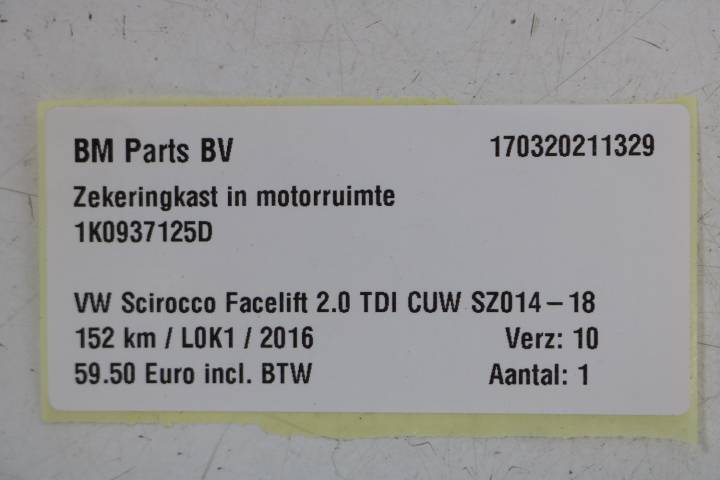 BM Parts BV 170320211329
Zekeringkast in motorruimte
1K0937125D
VW Scirocco Facelift 2.0 TDI CUW SZ014-18
152 km / L0K1 / 2016 Verz: 10
59.50 Euro incl. BTW Aantal: 1